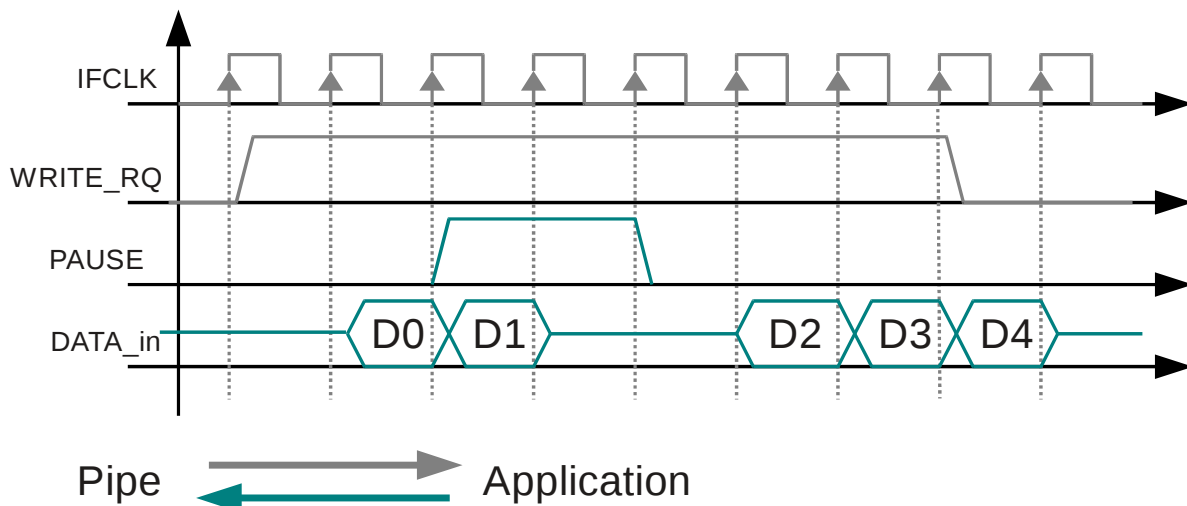 IFCLK
WRITE_RQ
PAUSE
DATA_in
D0 D1 D2 D3 D4
Pipe Application